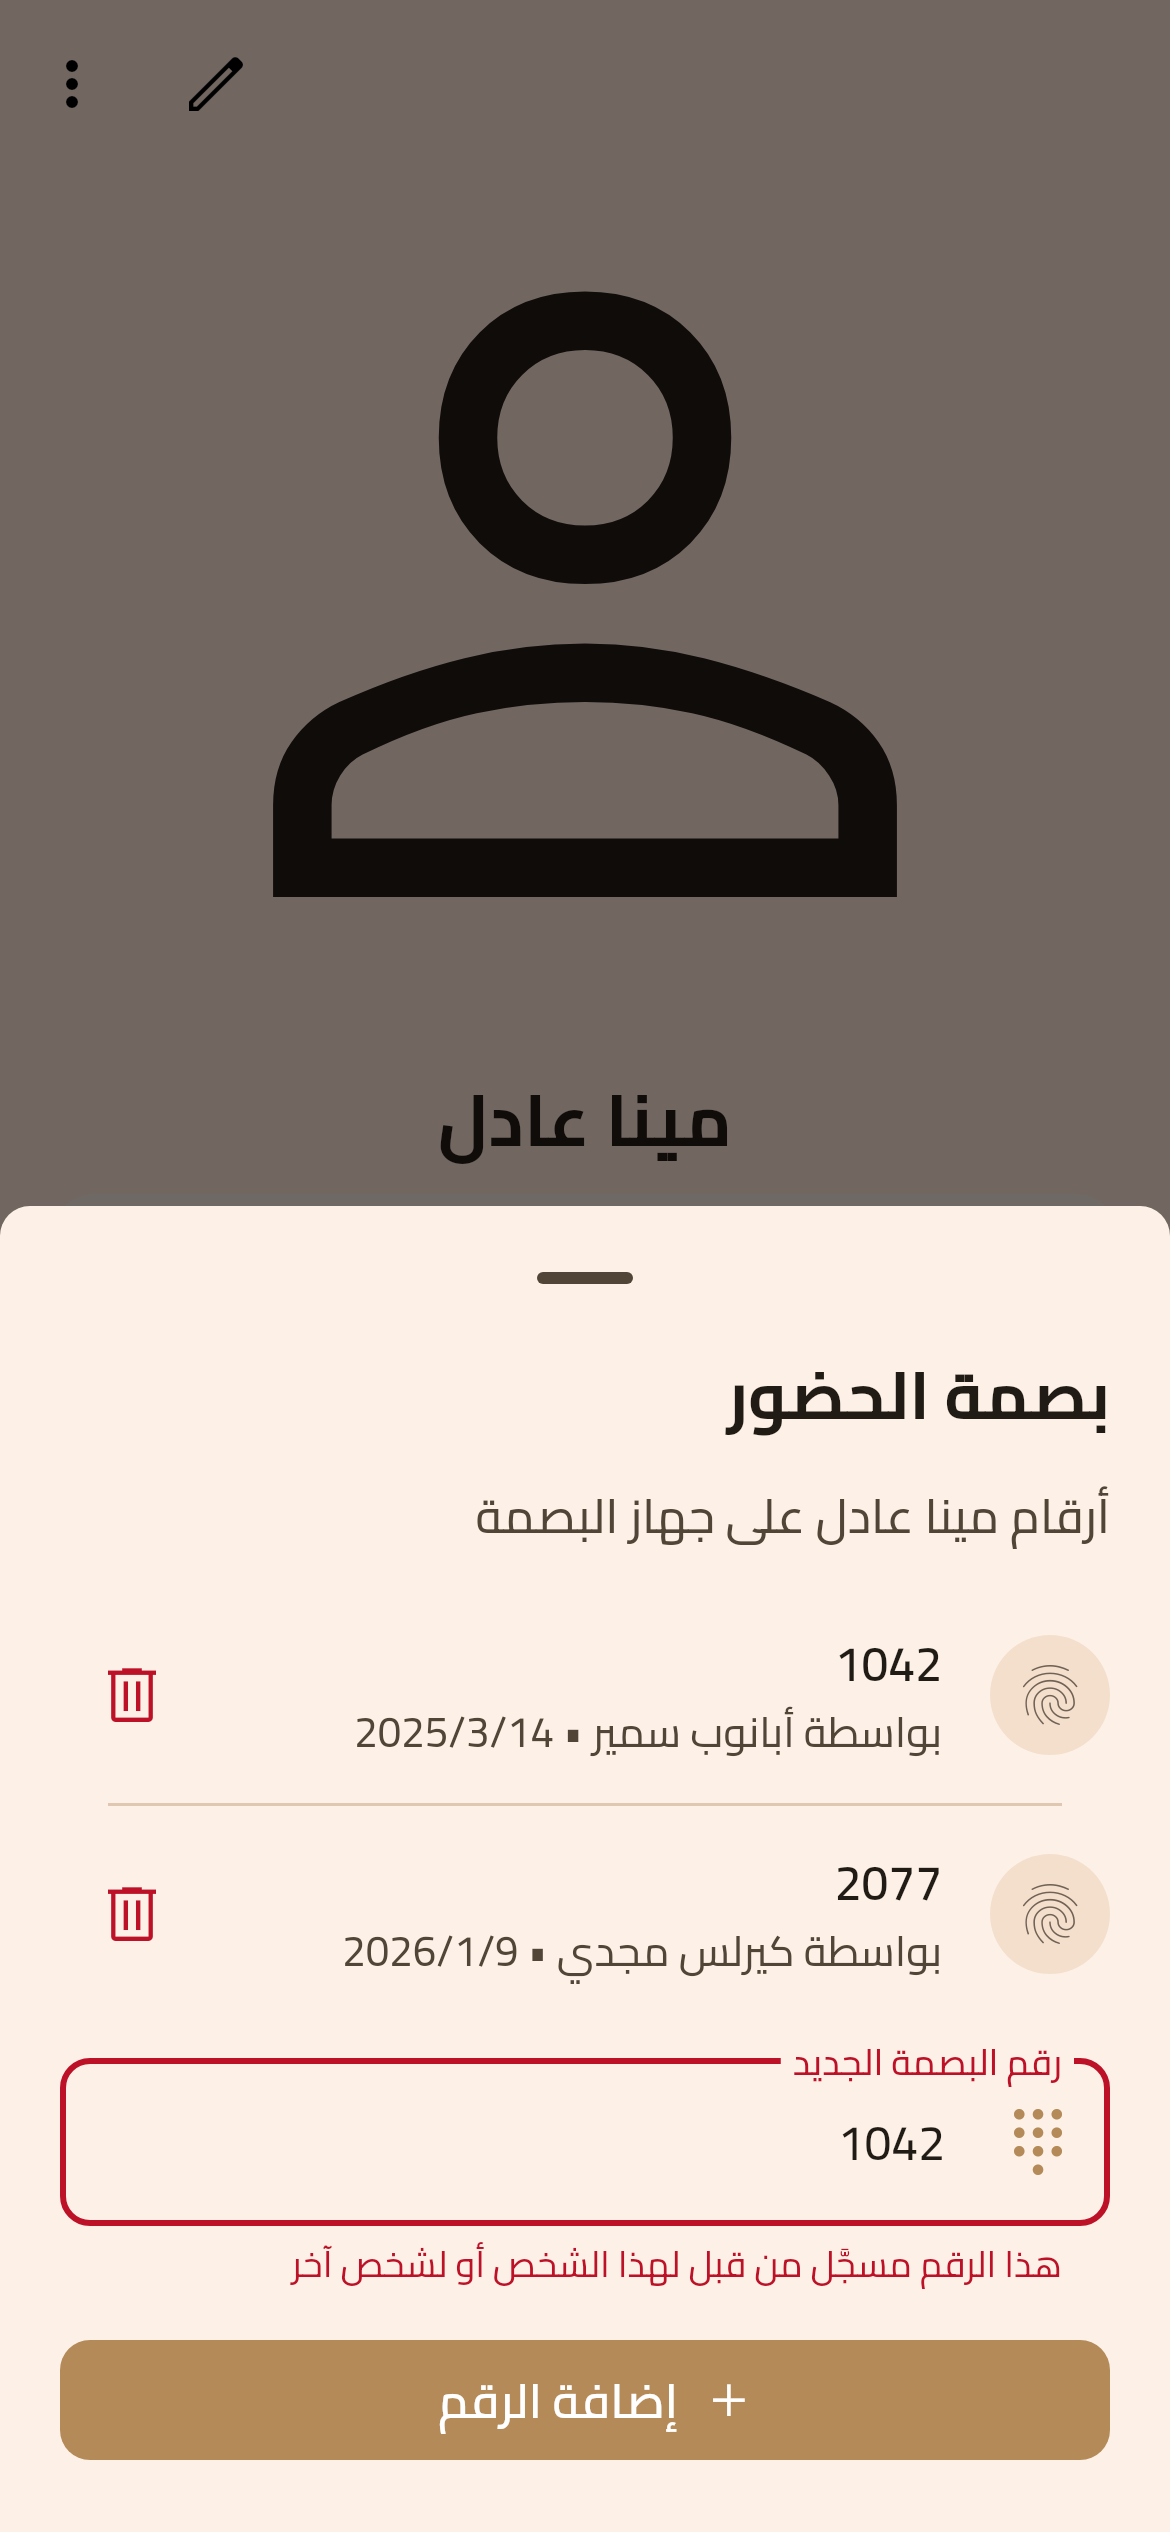 مينا عادل
بصمة الحضور
أرقام مينا عادل على جهاز البصمة
1042
بواسطة أبانوب سمير ▪ 2025/3/14
2077
بواسطة كيرلس مجدي ▪ 2026/1/9
رقم البصمة الجديد
1042
هذا الرقم مسجَّل من قبل لهذا الشخص أو لشخص آخر
إضافة الرقم